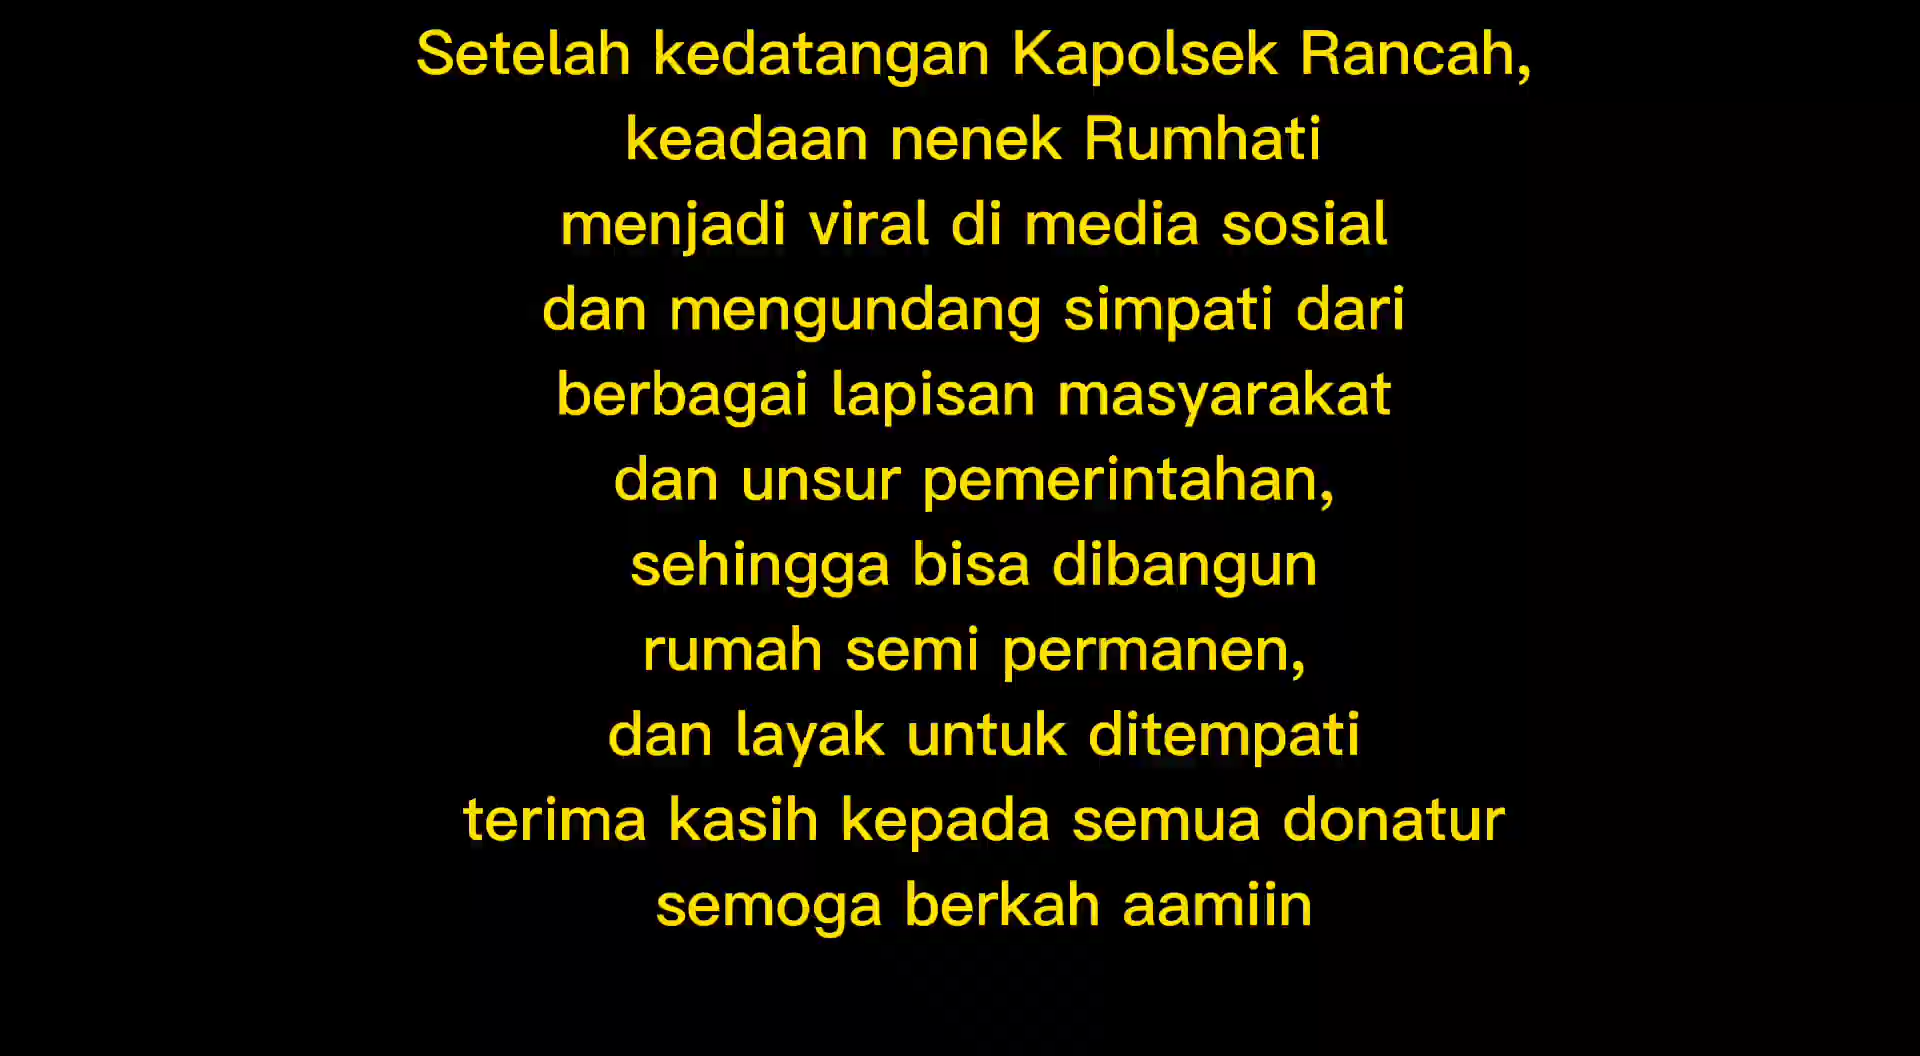 Setelah kedatangan Kapolsek Rancah,
keadaan nenek Rumhati
menjadi viral di media sosial
dan mengundang simpati dari
berbagai lapisan masyarakat
dan unsur pemerintahan,
sehingga bisa dibangun
rumah semi permanen,
dan layak untuk ditempati
terima kasih kepada semua donatur
semoga berkah aamiin